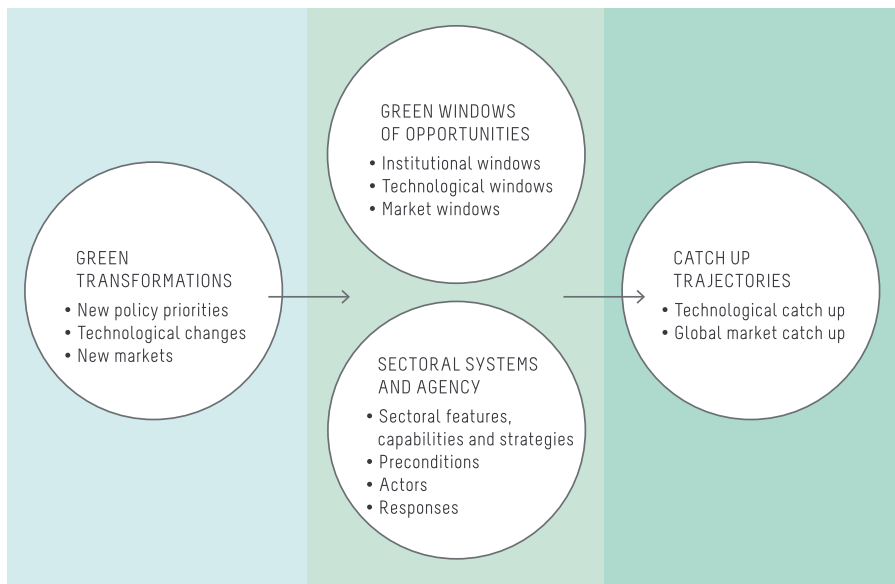 GREEN
TRANSFORMATIONS
• New policy priorities
• Technological changes
• New markets
GREEN WINDOWS
OF OPPORTUNITIES
• Institutional windows
• Technological windows
• Market windows
SECTORAL SYSTEMS
AND AGENCY
• Sectoral features,
capabilities and strategies
• Preconditions
• Actors
• Responses
CATCH UP
TRAJECTORIES
• Technological catch up
• Global market catch up